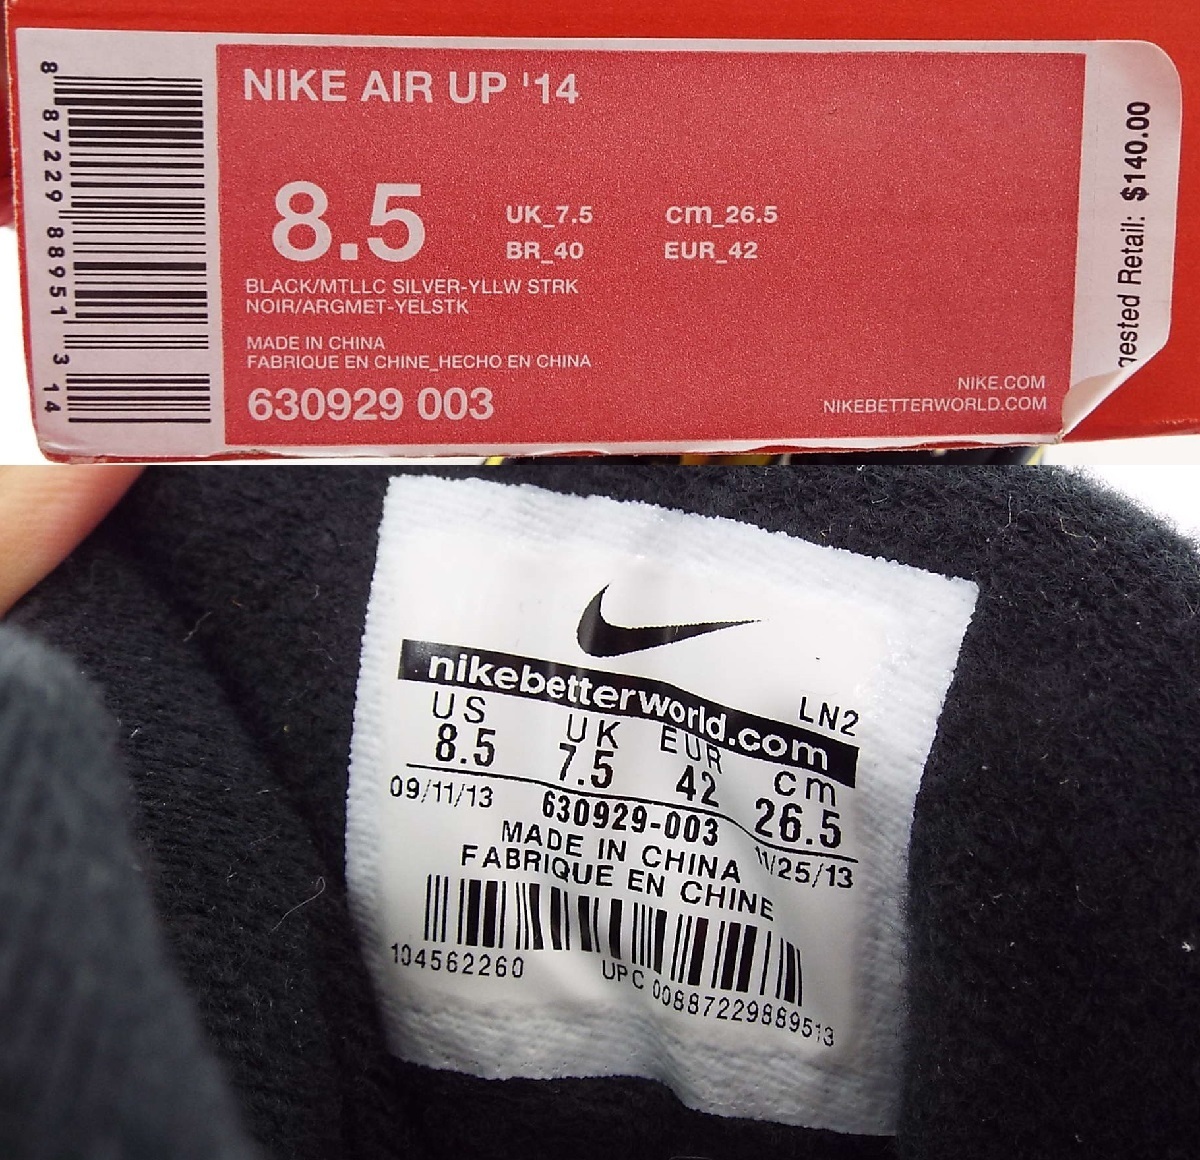 NIKE AIR UP '14
8.5
UK_7.5 cm_26.5
BR_40 EUR_42
BLACK/MTLLC SILVER-YLLW STRK
NOIR/ARGMET-YELSTK
MADE IN CHINA
FABRIQUE EN CHINE_HECHO EN CHINA
630929 003
NIKE.COM
NIKEBETTERWORLD.COM
8 87229 88951 3 14
Retail: $140.00
nikebetterworld.com
LN2
US UK EUR cm
8.5 7.5 42 26.5
09/11/13 630929-003 11/25/13
MADE IN CHINA
FABRIQUE EN CHINE
104562260 UPC 00887229889513